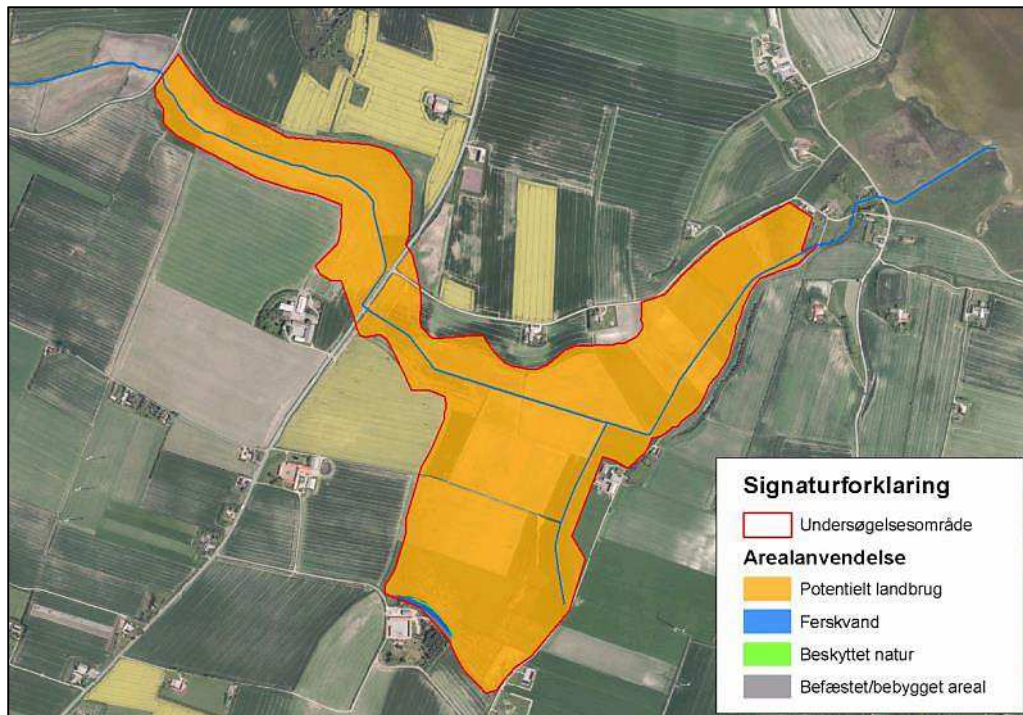 Signaturforklaring
Undersøgelsesområde
Arealanvendelse
Potentielt landbrug
Ferskvand
Beskyttet natur
Befæstet/bebygget areal